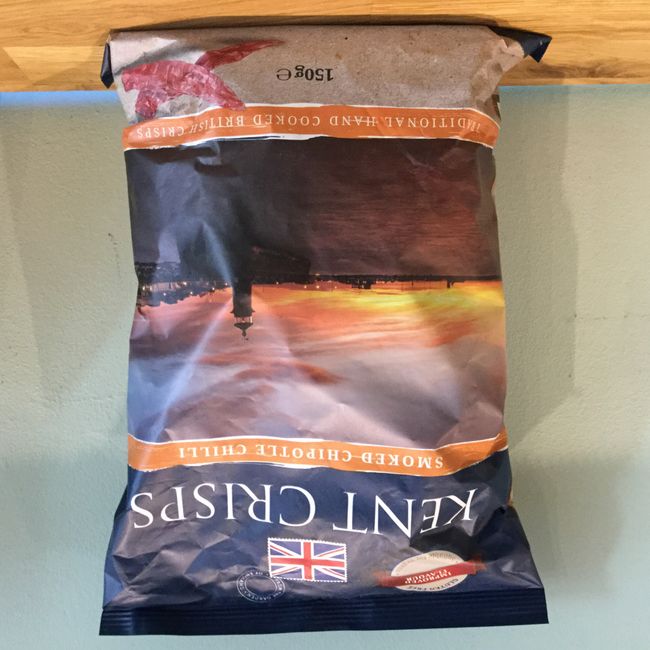 KENT CRISPS
SMOKED CHIPOTLE CHILLI
TRADITIONAL HAND COOKED BRITISH CRISPS
150g℮